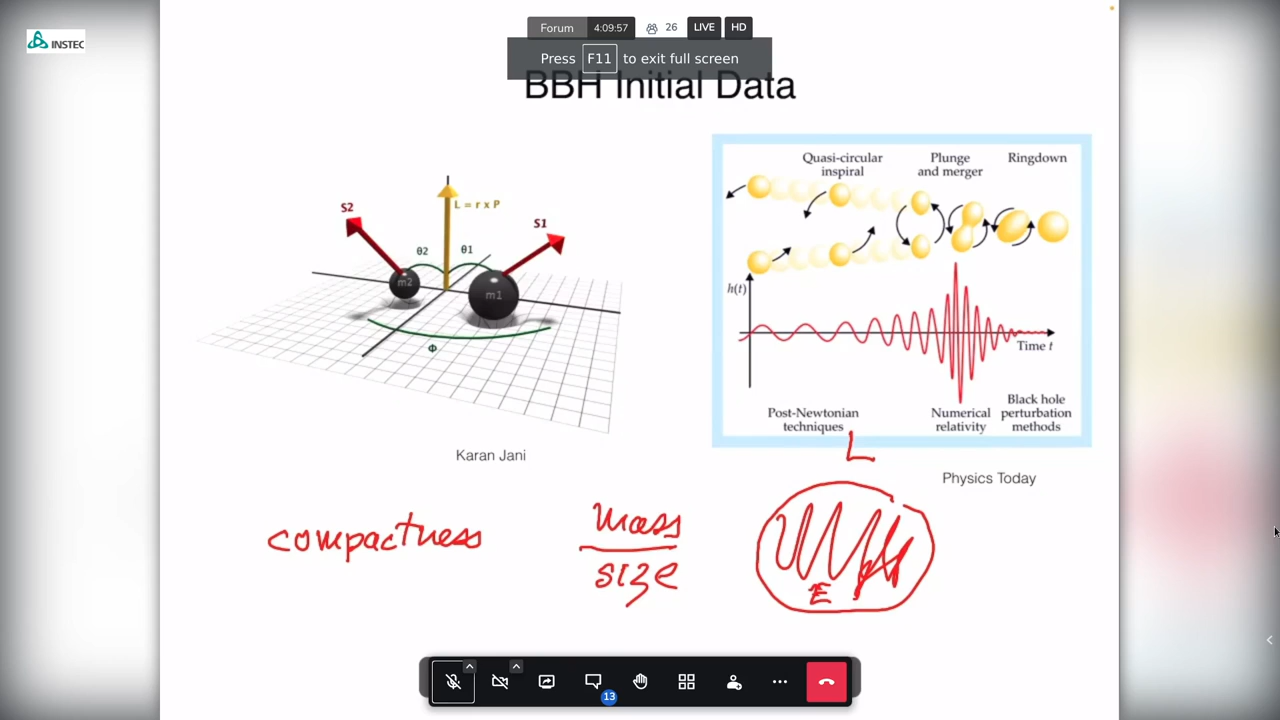 INSTEC
Forum 4:09:57 26 LIVE HD
Press F11 to exit full screen
BBH Initial Data
S2
L = r x P
S1
θ2 θ1
m2
m1
Φ
Karan Jani
Quasi-circular
inspiral
Plunge
and merger
Ringdown
h(t)
Time t
Post-Newtonian
techniques
Numerical
relativity
Black hole
perturbation
methods
Physics Today
L
compactness
mass
size
E
13